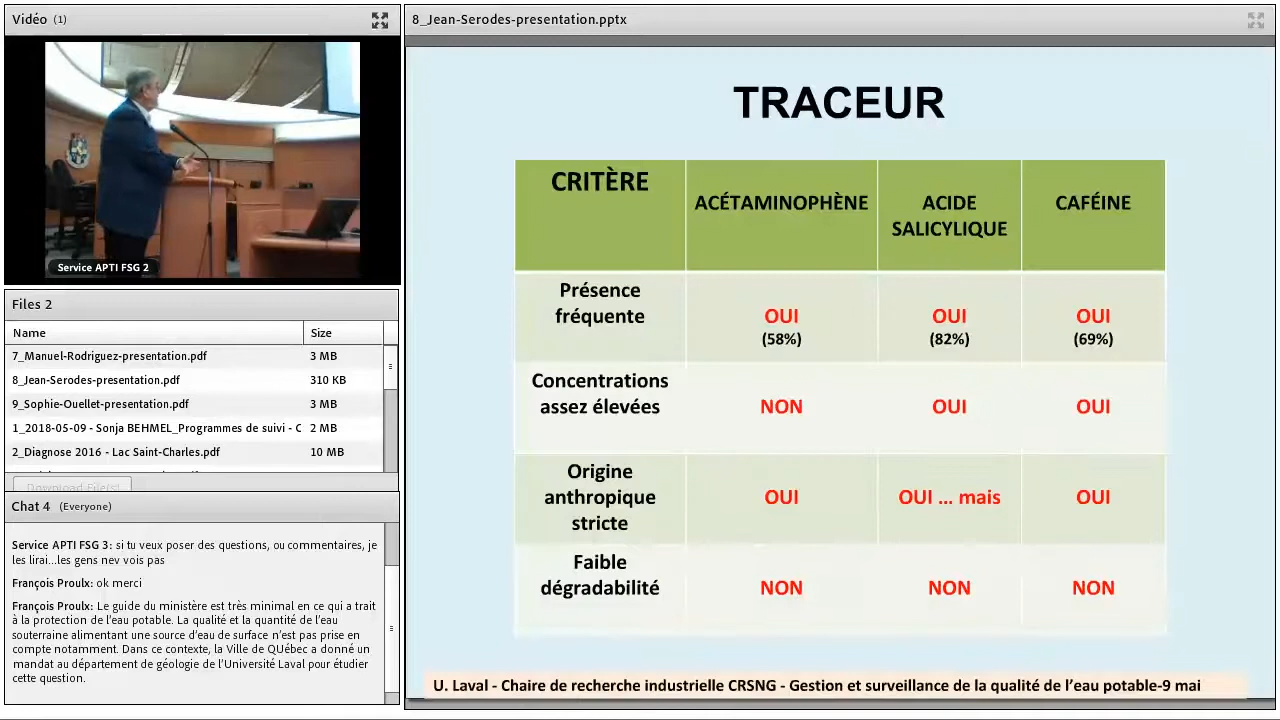 Vidéo (1)
Service APTI FSG 2
Files 2
Name Size
7_Manuel-Rodriguez-presentation.pdf 3 MB
8_Jean-Serodes-presentation.pdf 310 KB
9_Sophie-Ouellet-presentation.pdf 3 MB
1_2018-05-09 - Sonja BEHMEL_Programmes de suivi - C 2 MB
2_Diagnose 2016 - Lac Saint-Charles.pdf 10 MB
Download File(s)
Chat 4 (Everyone)
Service APTI FSG 3: si tu veux poser des questions, ou commentaires, je
les lirai...les gens nev vois pas
François Proulx: ok merci
François Proulx: Le guide du ministère est très minimal en ce qui a trait
à la protection de l'eau potable. La qualité et la quantité de l'eau
souterraine alimentant une source d'eau de surface n'est pas prise en
compte notamment. Dans ce contexte, la Ville de QUébec a donné un
mandat au département de géologie de l'Université Laval pour étudier
cette question.
8_Jean-Serodes-presentation.pptx
TRACEUR
CRITÈRE
ACÉTAMINOPHÈNE
ACIDE
SALICYLIQUE
CAFÉINE
Présence
fréquente
OUI
(58%)
OUI
(82%)
OUI
(69%)
Concentrations
assez élevées
NON
OUI
OUI
Origine
anthropique
stricte
OUI
OUI ... mais
OUI
Faible
dégradabilité
NON
NON
NON
U. Laval - Chaire de recherche industrielle CRSNG - Gestion et surveillance de la qualité de l'eau potable-9 mai